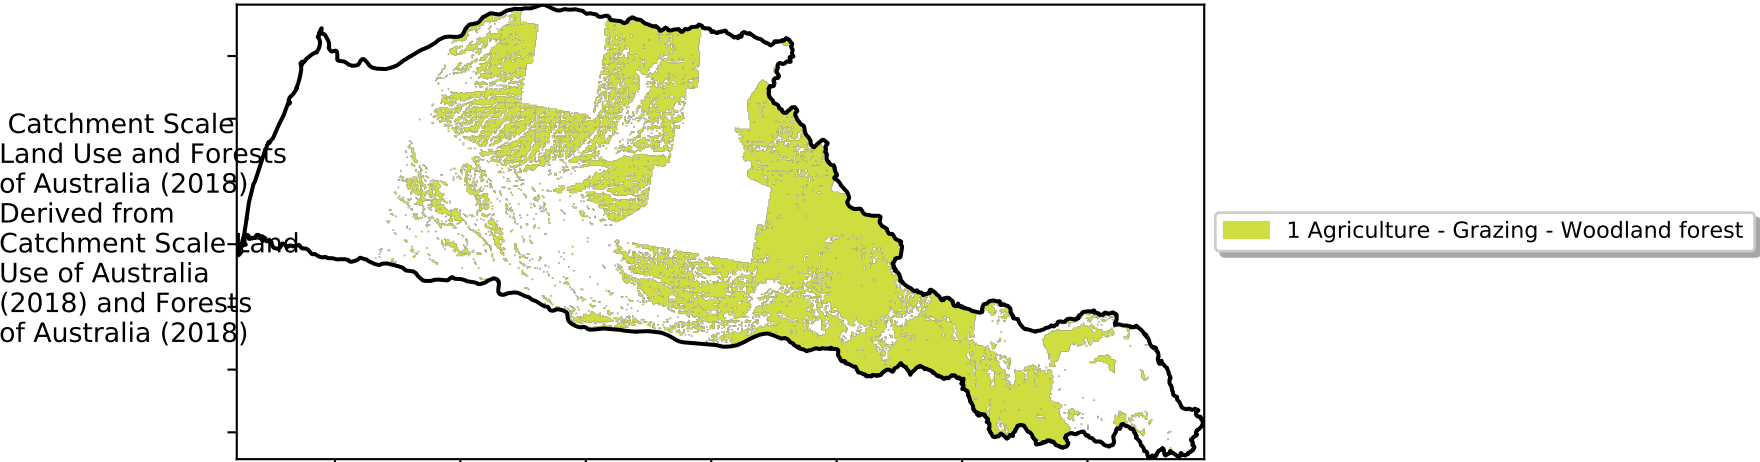 Catchment Scale
Land Use and Forests
of Australia (2018)
Derived from
Catchment Scale Land
Use of Australia
(2018) and Forests
of Australia (2018)
1 Agriculture - Grazing - Woodland forest